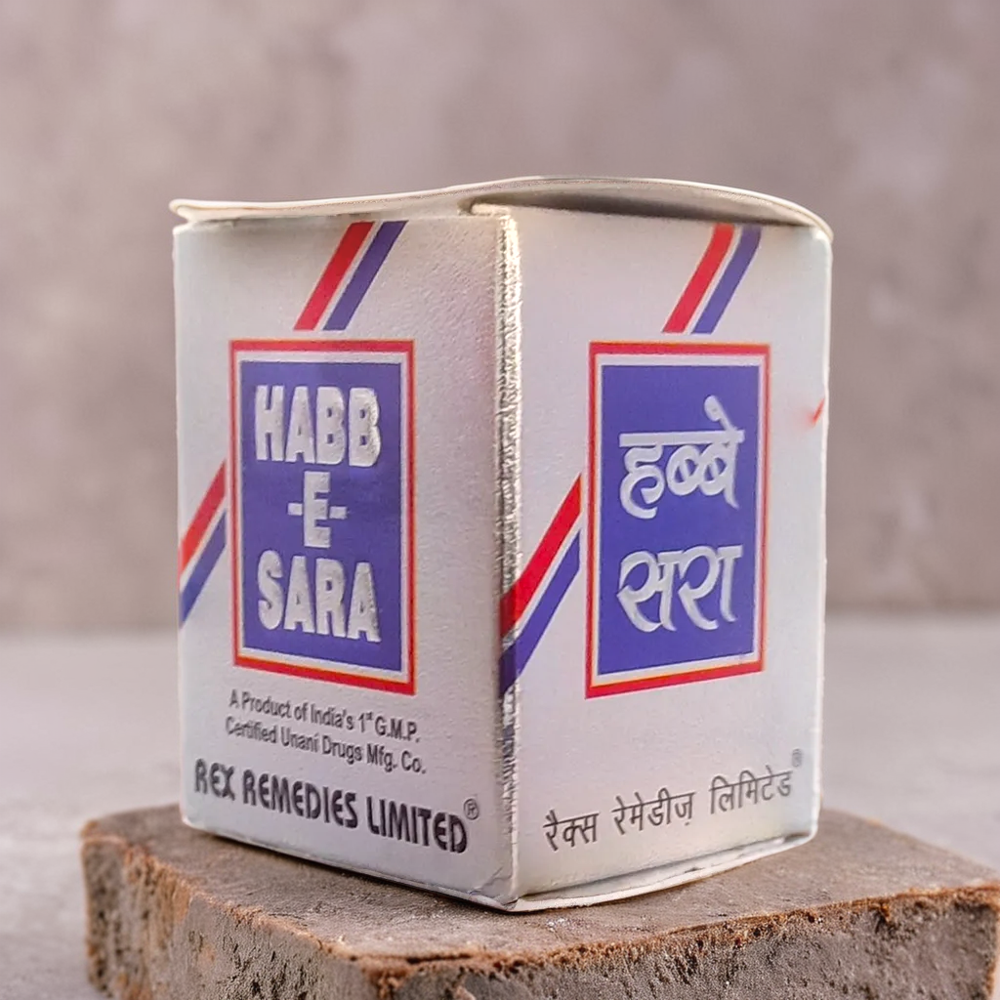 HABB
-E-
SARA
A Product of India's 1st G.M.P.
Certified Unani Drugs Mfg. Co.
REX REMEDIES LIMITED®
हब्बे
सरा
रैक्स रेमेडीज़ लिमिटेड®